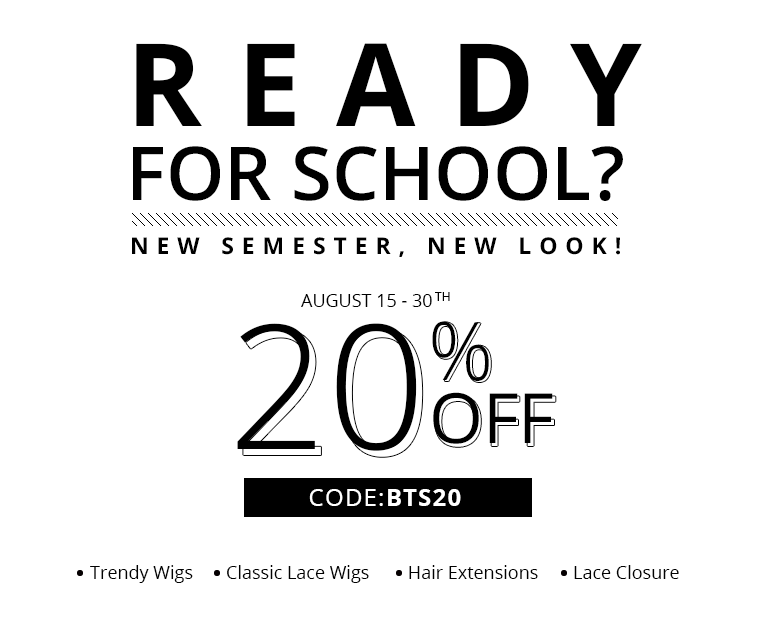 READY
FOR SCHOOL?
NEW SEMESTER, NEW LOOK!
AUGUST 15 - 30TH
20% OFF
CODE:BTS20
• Trendy Wigs • Classic Lace Wigs • Hair Extensions • Lace Closure